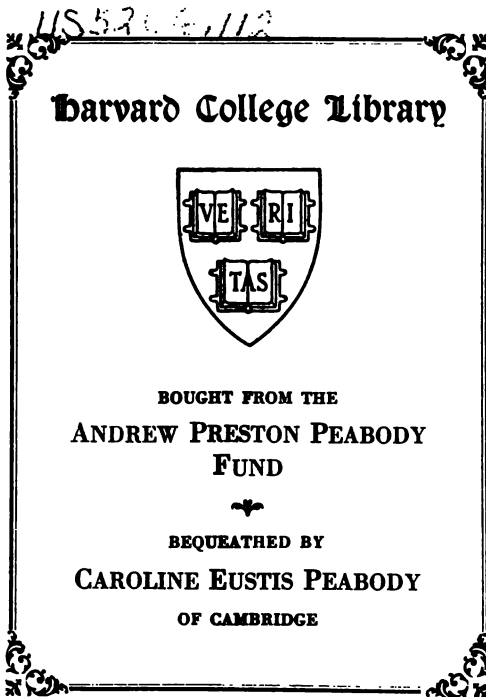 Harvard College Library
VE RI
TAS
BOUGHT FROM THE
ANDREW PRESTON PEABODY
FUND
BEQUEATHED BY
CAROLINE EUSTIS PEABODY
OF CAMBRIDGE